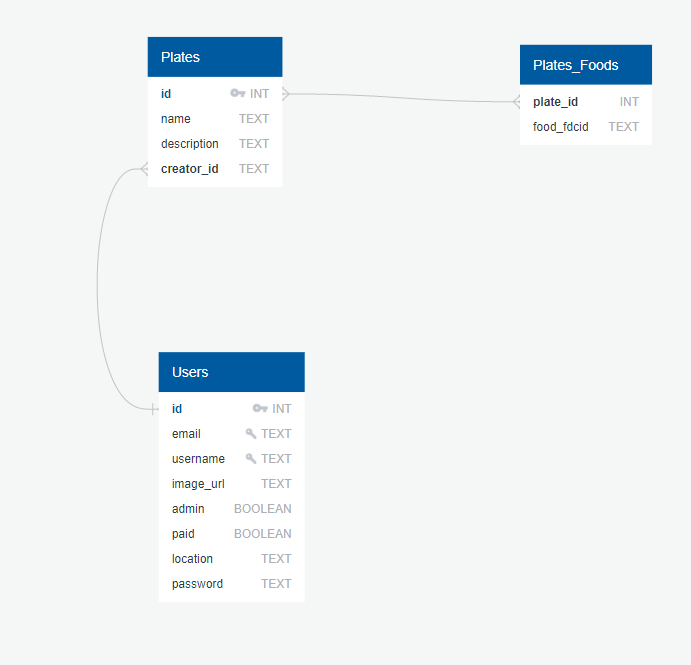 Plates
id INT
name TEXT
description TEXT
creator_id TEXT
Plates_Foods
plate_id INT
food_fdcid TEXT
Users
id INT
email TEXT
username TEXT
image_url TEXT
admin BOOLEAN
paid BOOLEAN
location TEXT
password TEXT